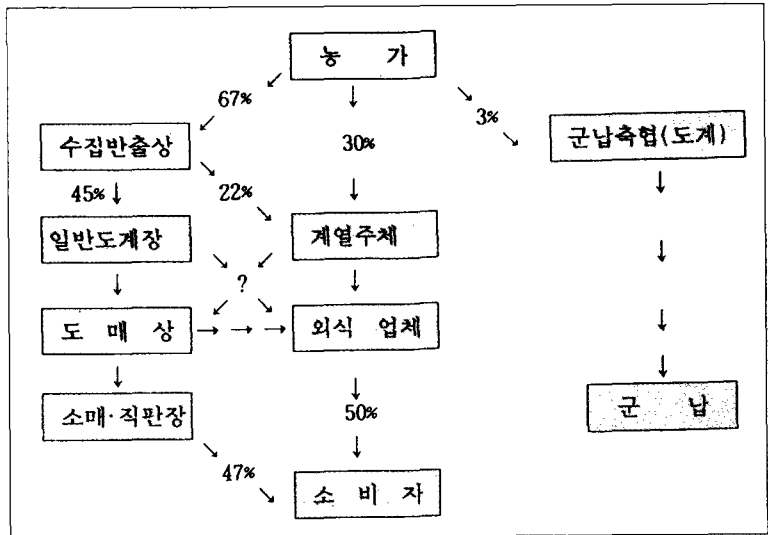 농 가
67%
3%
수집반출상
30%
군납축협(도계)
45%
22%
일반도계장
계열주체
?
도 매 상
외식 업체
소매·직판장
50%
군 납
47%
소 비 자